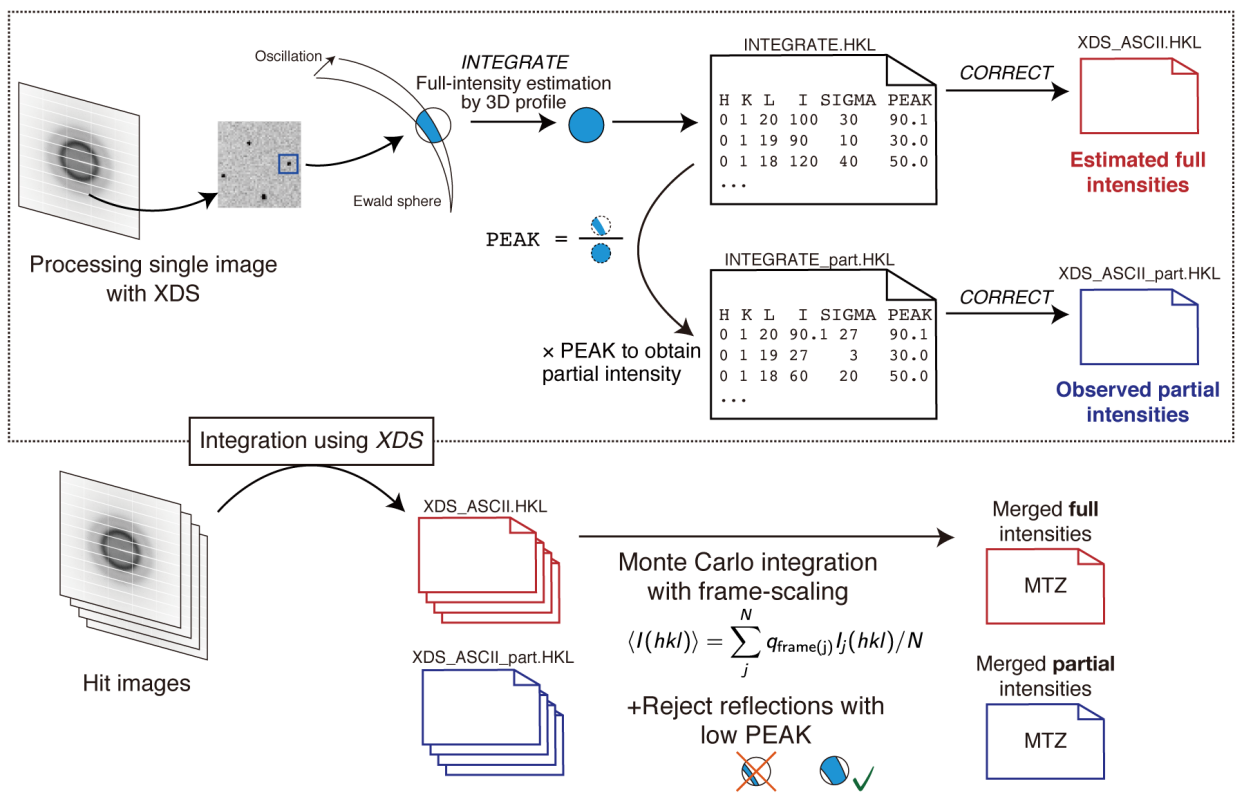 Oscillation
INTEGRATE
Full-intensity estimation
by 3D profile
Ewald sphere
Processing single image
with XDS
INTEGRATE.HKL
H K L I SIGMA PEAK
0 1 20 100 30 90.1
0 1 19 90 10 30.0
0 1 18 120 40 50.0
...
CORRECT
XDS_ASCII.HKL
Estimated full
intensities
PEAK =
× PEAK to obtain
partial intensity
INTEGRATE_part.HKL
H K L I SIGMA PEAK
0 1 20 90.1 27 90.1
0 1 19 27 3 30.0
0 1 18 60 20 50.0
...
CORRECT
XDS_ASCII_part.HKL
Observed partial
intensities
Integration using XDS
Hit images
XDS_ASCII.HKL
XDS_ASCII_part.HKL
Monte Carlo integration
with frame-scaling
⟨I(hkl)⟩ = ∑_j^N q_frame(j) I_j(hkl)/N
+Reject reflections with
low PEAK
Merged full
intensities
MTZ
Merged partial
intensities
MTZ